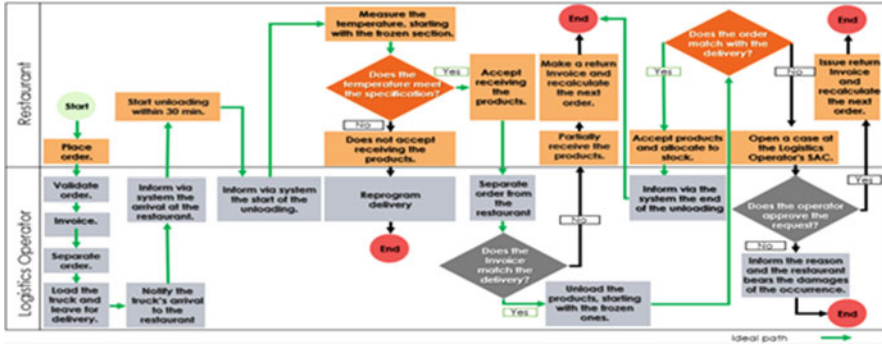 Restaurant
Start
Place
order.
Start unloading
within 30 min.
Measure the
temperature, starting
with the frozen section.
Does the
temperature meet
the specification?
Yes
No
Does not accept
receiving the
products.
Accept
receiving the
products.
End
Make a return
Invoice and
recalculate
the next
order.
Partially
receive the
products.
Does the order
match with the
delivery?
Yes
No
Accept products
and allocate to
stock.
Open a case at
the Logistics
Operator's SAC.
End
Issue return
Invoice and
recalculate
the next
order.
Logistics Operator
Validate
order.
Invoice.
Separate
order.
Load the
truck and
leave for
delivery.
Inform via
system the
arrival at the
restaurant.
Notify the
truck's arrival
to the
restaurant
Inform via system
the start of the
unloading.
Reprogram
delivery
End
Separate
order from the
restaurant
Does the
Invoice
match the
delivery?
No
Yes
Unload the
products, starting
with the frozen
ones.
Inform via the
system the end
of the unloading
Does the operator
approve the
request?
Yes
No
Inform the reason
and the restaurant
bears the damages
of the occurrence.
End
Ideal path